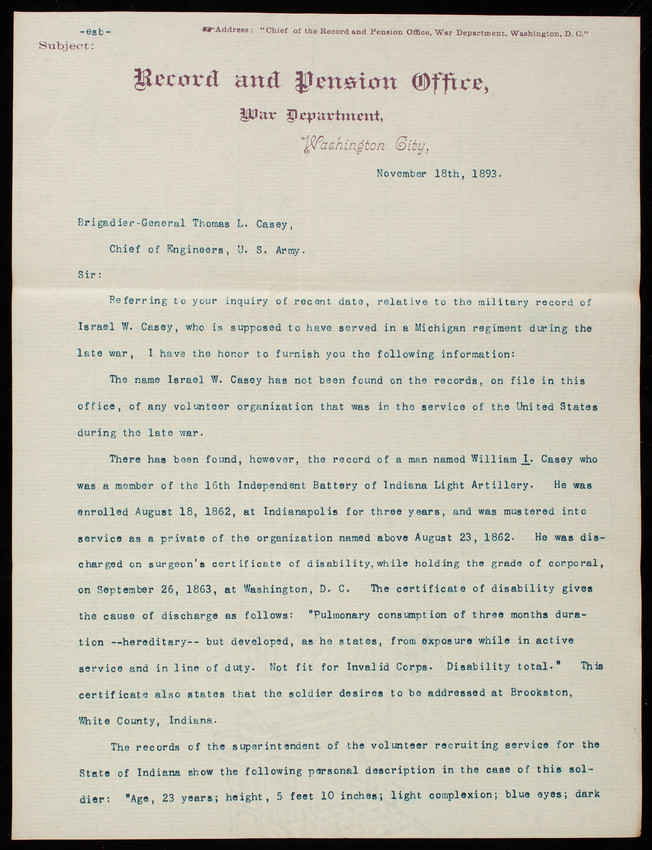 -esb-
☞Address: "Chief of the Record and Pension Office, War Department, Washington, D. C."
Subject:
Record and Pension Office,
War Department,
Washington City,
November 18th, 1893.
Brigadier-General Thomas L. Casey,
Chief of Engineers, U. S. Army.
Sir:
Referring to your inquiry of recent date, relative to the military record of
Israel W. Casey, who is supposed to have served in a Michigan regiment during the
late war, I have the honor to furnish you the following information:
The name Israel W. Casey has not been found on the records, on file in this
office, of any volunteer organization that was in the service of the United States
during the late war.
There has been found, however, the record of a man named William I. Casey who
was a member of the 16th Independent Battery of Indiana Light Artillery. He was
enrolled August 18, 1862, at Indianapolis for three years, and was mustered into
service as a private of the organization named above August 23, 1862. He was dis-
charged on surgeon's certificate of disability,while holding the grade of corporal,
on September 26, 1863, at Washington, D. C. The certificate of disability gives
the cause of discharge as follows: "Pulmonary consumption of three months dura-
tion --hereditary-- but developed, as he states, from exposure while in active
service and in line of duty. Not fit for Invalid Corps. Disability total." This
certificate also states that the soldier desires to be addressed at Brookston,
White County, Indiana.
The records of the superintendent of the volunteer recruiting service for the
State of Indiana show the following personal description in the case of this sol-
dier: "Age, 23 years; height, 5 feet 10 inches; light complexion; blue eyes; dark